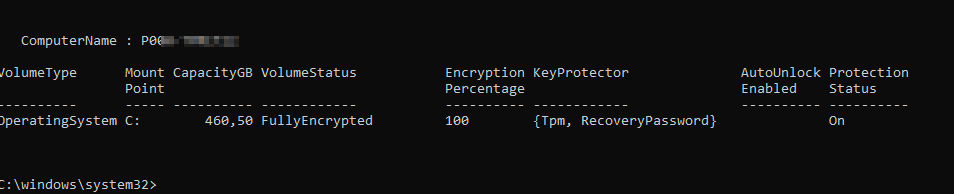 ComputerName : P00
VolumeType Mount CapacityGB VolumeStatus Encryption KeyProtector AutoUnlock Protection
Point Percentage Enabled Status
---------- ----- ---------- ------------ ---------- ------------ ---------- ----------
OperatingSystem C: 460,50 FullyEncrypted 100 {Tpm, RecoveryPassword} On
C:\windows\system32>